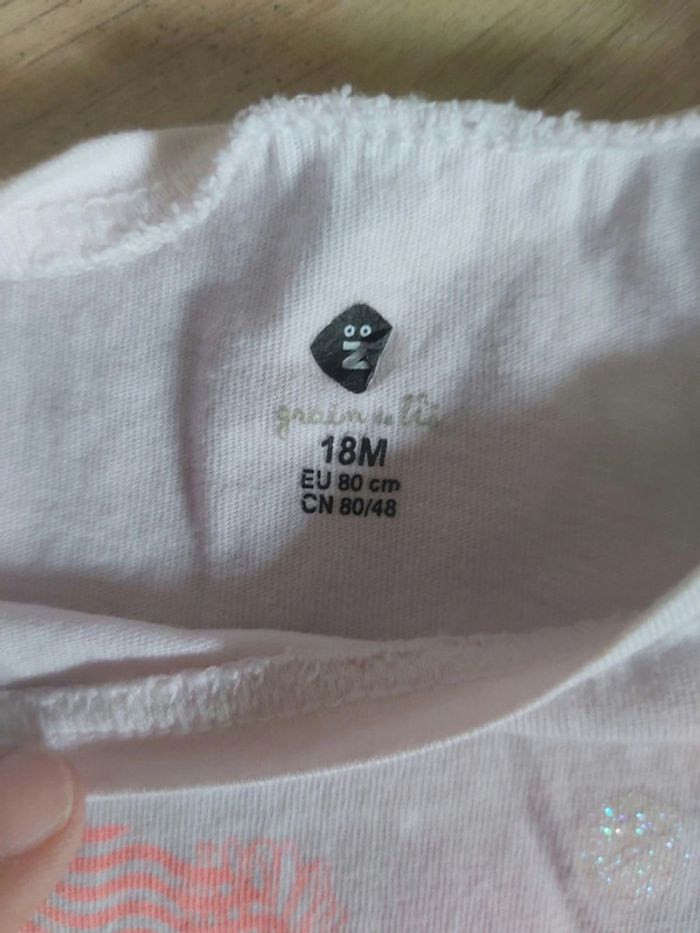 Z
grain de blé
18M
EU 80 cm
CN 80/48